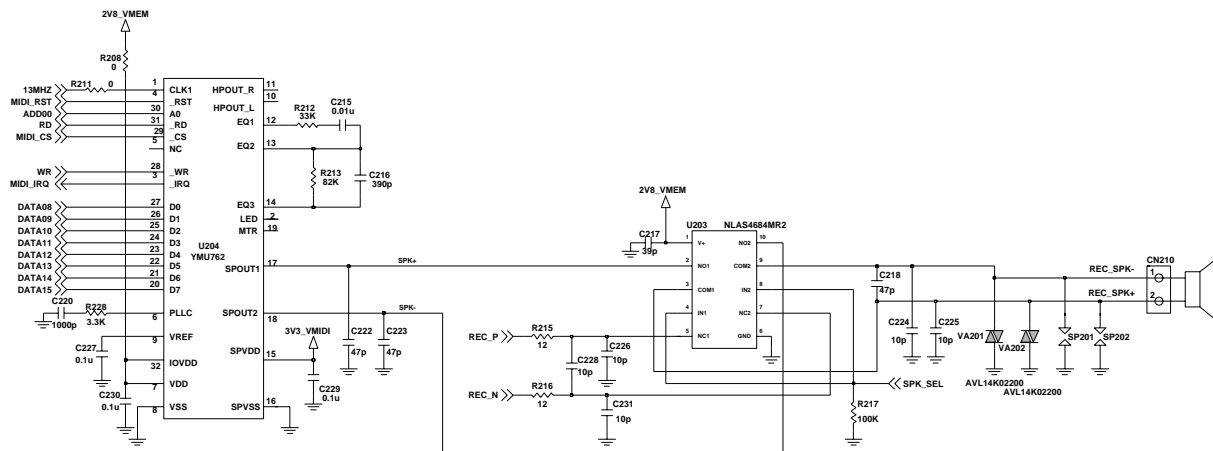 2V8_VMEM
R208
0
13MHZ
R211
0
MIDI_RST
ADD00
RD
MIDI_CS
WR
MIDI_IRQ
DATA08
DATA09
DATA10
DATA11
DATA12
DATA13
DATA14
DATA15
C220
1000p
R228
3.3K
C227
0.1u
C230
0.1u
1
4
30
31
29
5
28
3
27
26
25
24
23
22
21
20
6
9
32
7
8
CLK1
_RST
A0
_RD
_CS
NC
_WR
_IRQ
D0
D1
D2
D3
D4
D5
D6
D7
PLLC
VREF
IOVDD
VDD
VSS
U204
YMU762
HPOUT_R
HPOUT_L
EQ1
EQ2
EQ3
LED
MTR
SPOUT1
SPOUT2
SPVDD
SPVSS
11
10
12
13
14
2
19
17
18
15
16
R212
33K
C215
0.01u
R213
82K
C216
390p
SPK+
SPK-
3V3_VMIDI
C222
47p
C223
47p
C229
0.1u
2V8_VMEM
C217
39p
U203
NLAS4684MR2
1
2
3
4
5
V+
NO1
COM1
IN1
NC1
NO2
COM2
IN2
NC2
GND
10
9
8
7
6
REC_P
R215
12
C228
10p
C226
10p
REC_N
R216
12
C231
10p
C218
47p
C224
10p
C225
10p
SPK_SEL
R217
100K
VA201
AVL14K02200
VA202
AVL14K02200
SP201
SP202
REC_SPK-
REC_SPK+
CN210
1
2